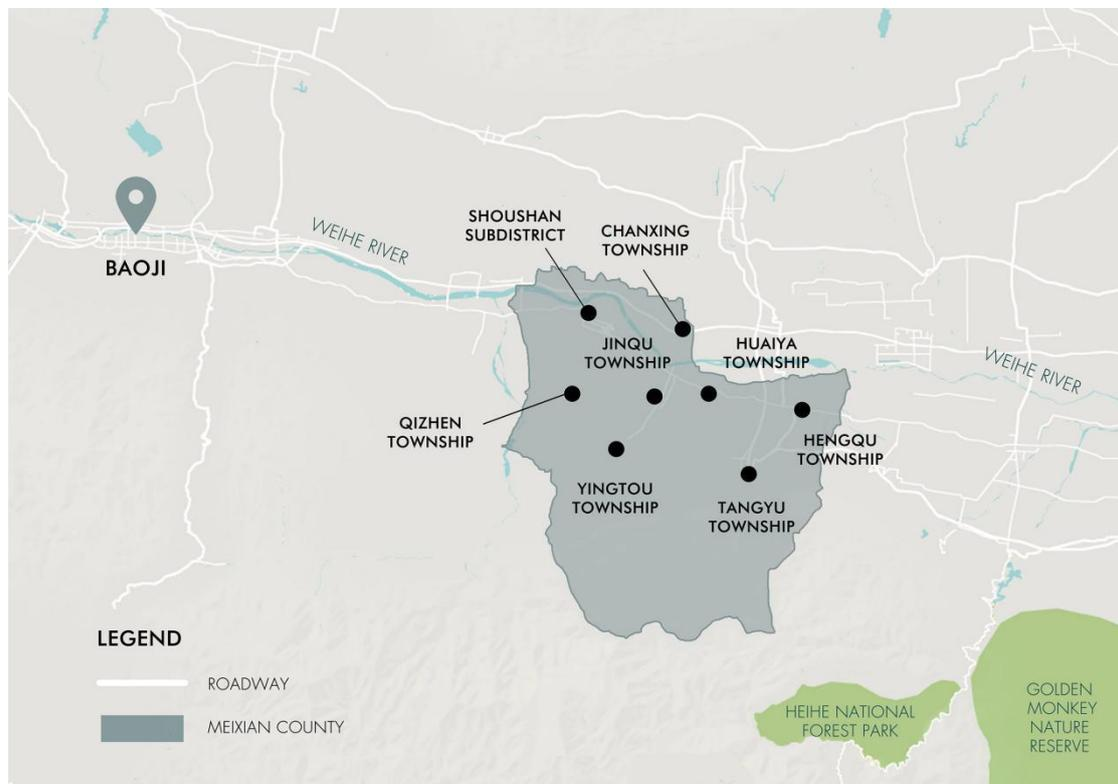 SHOUSHAN
SUBDISTRICT
CHANXING
TOWNSHIP
WEIHE RIVER
BAOJI
JINQU
TOWNSHIP
HUAIYA
TOWNSHIP
WEIHE RIVER
QIZHEN
TOWNSHIP
HENGQU
TOWNSHIP
YINGTOU
TOWNSHIP
TANGYU
TOWNSHIP
LEGEND
ROADWAY
MEIXIAN COUNTY
HEIHE NATIONAL
FOREST PARK
GOLDEN
MONKEY
NATURE
RESERVE